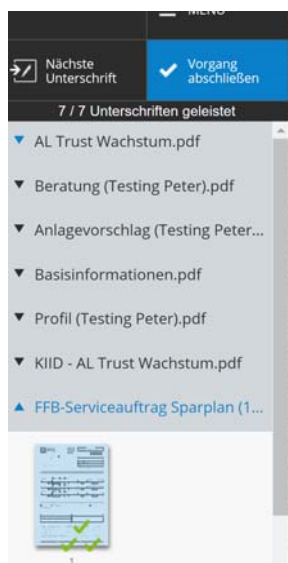 MENÜ
Nächste
Unterschrift
Vorgang
abschließen
7 / 7 Unterschriften geleistet
AL Trust Wachstum.pdf
Beratung (Testing Peter).pdf
Anlagevorschlag (Testing Peter...
Basisinformationen.pdf
Profil (Testing Peter).pdf
KIID - AL Trust Wachstum.pdf
FFB-Serviceauftrag Sparplan (1...
1